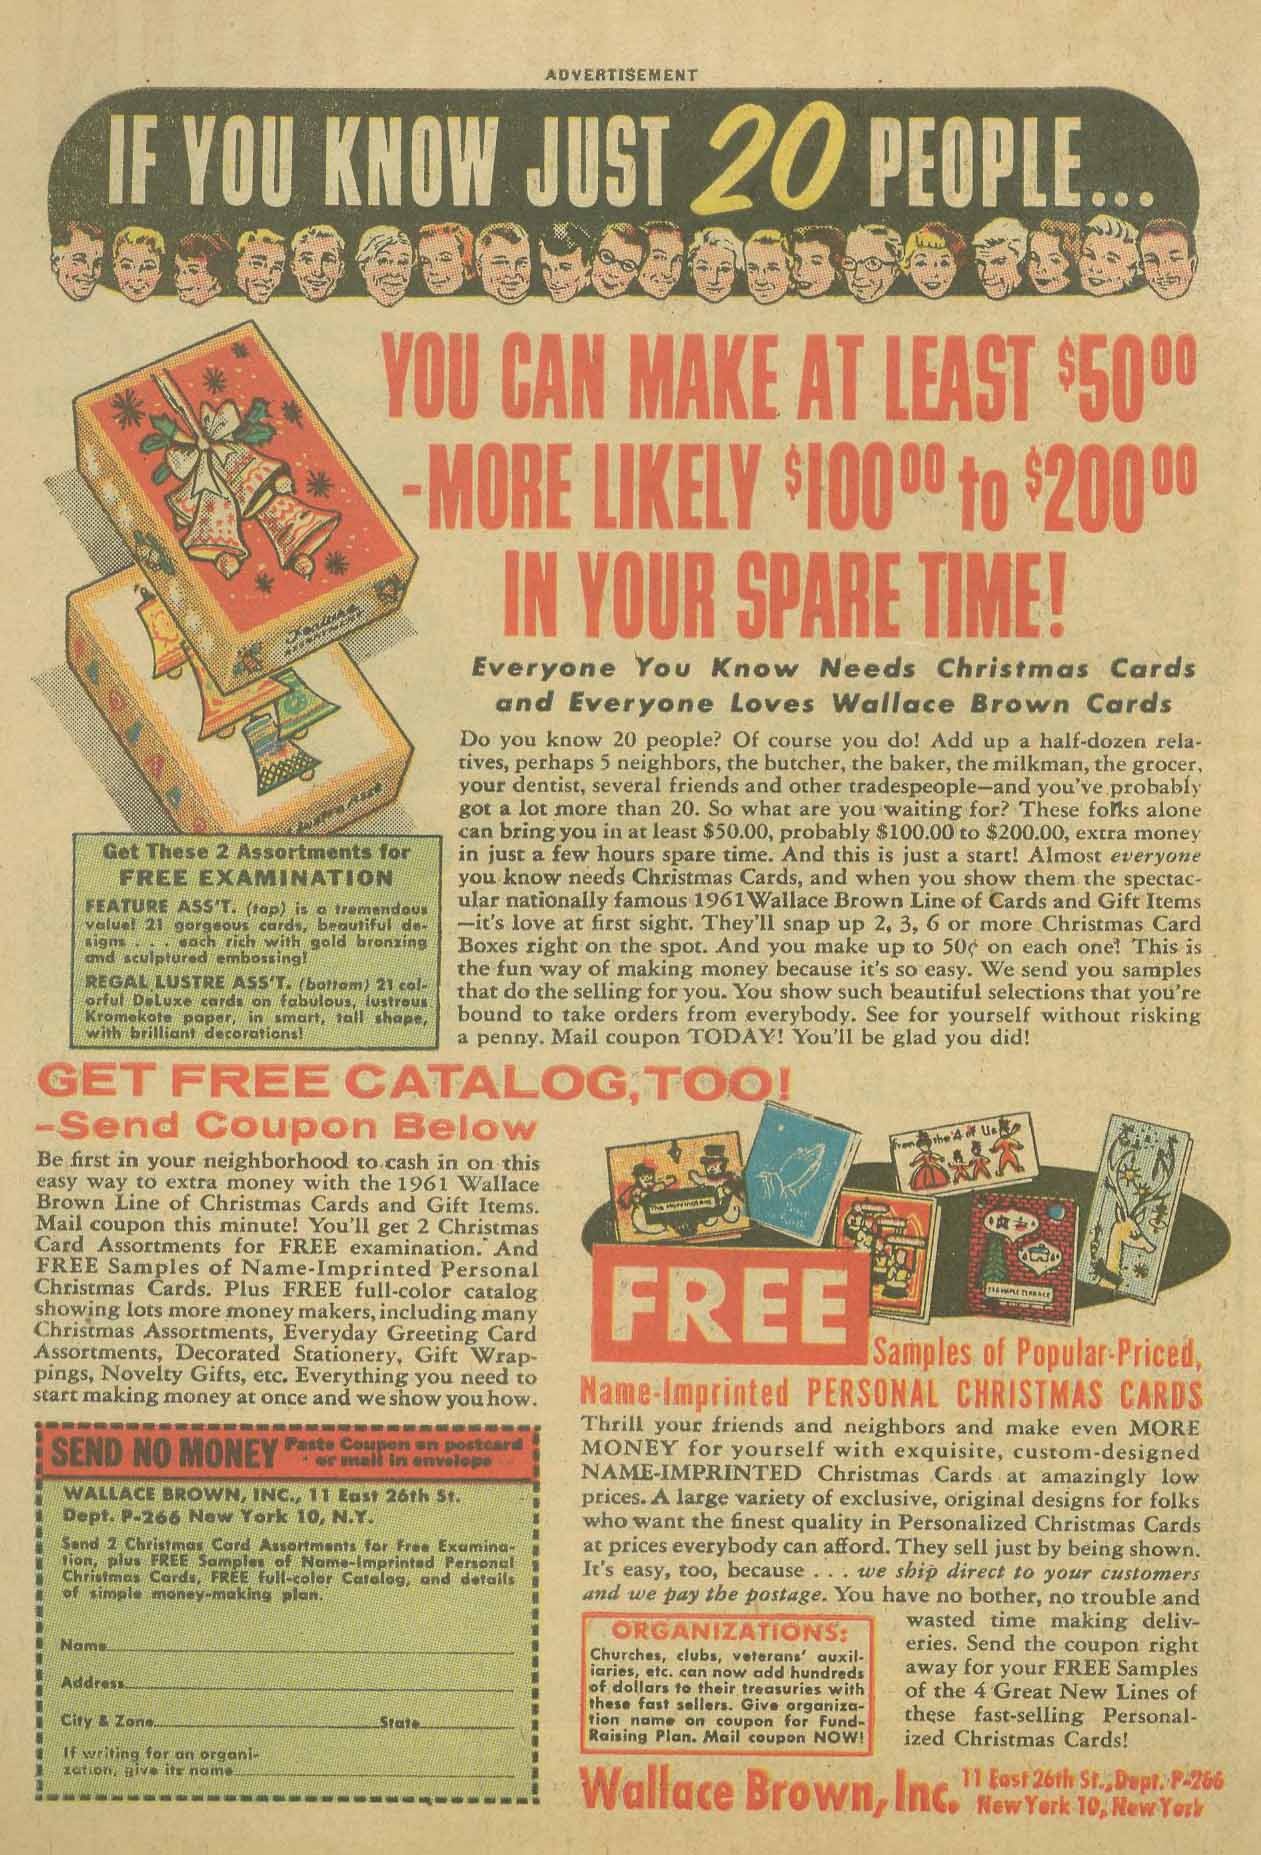 ADVERTISEMENT
IF YOU KNOW JUST 20 PEOPLE...
YOU CAN MAKE AT LEAST $50.00
-MORE LIKELY $100.00 to $200.00
IN YOUR SPARE TIME!
Everyone You Know Needs Christmas Cards
and Everyone Loves Wallace Brown Cards
Do you know 20 people? Of course you do! Add up a half-dozen rela-
tives, perhaps 5 neighbors, the butcher, the baker, the milkman, the grocer,
your dentist, several friends and other tradespeople—and you've probably
got a lot more than 20. So what are you waiting for? These folks alone
can bring you in at least $50.00, probably $100.00 to $200.00, extra money
in just a few hours spare time. And this is just a start! Almost everyone
you know needs Christmas Cards, and when you show them the spectac-
ular nationally famous 1961 Wallace Brown Line of Cards and Gift Items
—it's love at first sight. They'll snap up 2, 3, 6 or more Christmas Card
Boxes right on the spot. And you make up to 50¢ on each one! This is
the fun way of making money because it's so easy. We send you samples
that do the selling for you. You show such beautiful selections that you're
bound to take orders from everybody. See for yourself without risking
a penny. Mail coupon TODAY! You'll be glad you did!
Get These 2 Assortments for
FREE EXAMINATION
FEATURE ASS'T. (top) is a tremendous
value! 21 gorgeous cards, beautiful de-
signs . . . each rich with gold bronzing
and sculptured embossing!
REGAL LUSTRE ASS'T. (bottom) 21 col-
orful DeLuxe cards on fabulous, lustrous
Kromekote paper, in smart, tall shape,
with brilliant decorations!
GET FREE CATALOG, TOO!
-Send Coupon Below
Be first in your neighborhood to cash in on this
easy way to extra money with the 1961 Wallace
Brown Line of Christmas Cards and Gift Items.
Mail coupon this minute! You'll get 2 Christmas
Card Assortments for FREE examination. And
FREE Samples of Name-Imprinted Personal
Christmas Cards. Plus FREE full-color catalog
showing lots more money makers, including many
Christmas Assortments, Everyday Greeting Card
Assortments, Decorated Stationery, Gift Wrap-
pings, Novelty Gifts, etc. Everything you need to
start making money at once and we show you how.
SEND NO MONEY Paste Coupon on postcard
or mail in envelope
WALLACE BROWN, INC., 11 East 26th St.
Dept. P-266 New York 10, N.Y.
Send 2 Christmas Card Assortments for Free Examina-
tion, plus FREE Samples of Name-Imprinted Personal
Christmas Cards, FREE full-color Catalog, and details
of simple money-making plan.
Name
Address
City & Zone State
If writing for an organi-
zation, give its name
From the 4 of Us
FREE
Samples of Popular-Priced,
Name-Imprinted PERSONAL CHRISTMAS CARDS
Thrill your friends and neighbors and make even MORE
MONEY for yourself with exquisite, custom-designed
NAME-IMPRINTED Christmas Cards at amazingly low
prices. A large variety of exclusive, original designs for folks
who want the finest quality in Personalized Christmas Cards
at prices everybody can afford. They sell just by being shown.
It's easy, too, because . . . we ship direct to your customers
and we pay the postage. You have no bother, no trouble and
wasted time making deliv-
eries. Send the coupon right
away for your FREE Samples
of the 4 Great New Lines of
these fast-selling Personal-
ized Christmas Cards!
ORGANIZATIONS:
Churches, clubs, veterans' auxil-
iaries, etc. can now add hundreds
of dollars to their treasuries with
these fast sellers. Give organiza-
tion name on coupon for Fund-
Raising Plan. Mail coupon NOW!
Wallace Brown, Inc. 11 East 26th St., Dept. P-266
New York 10, New York